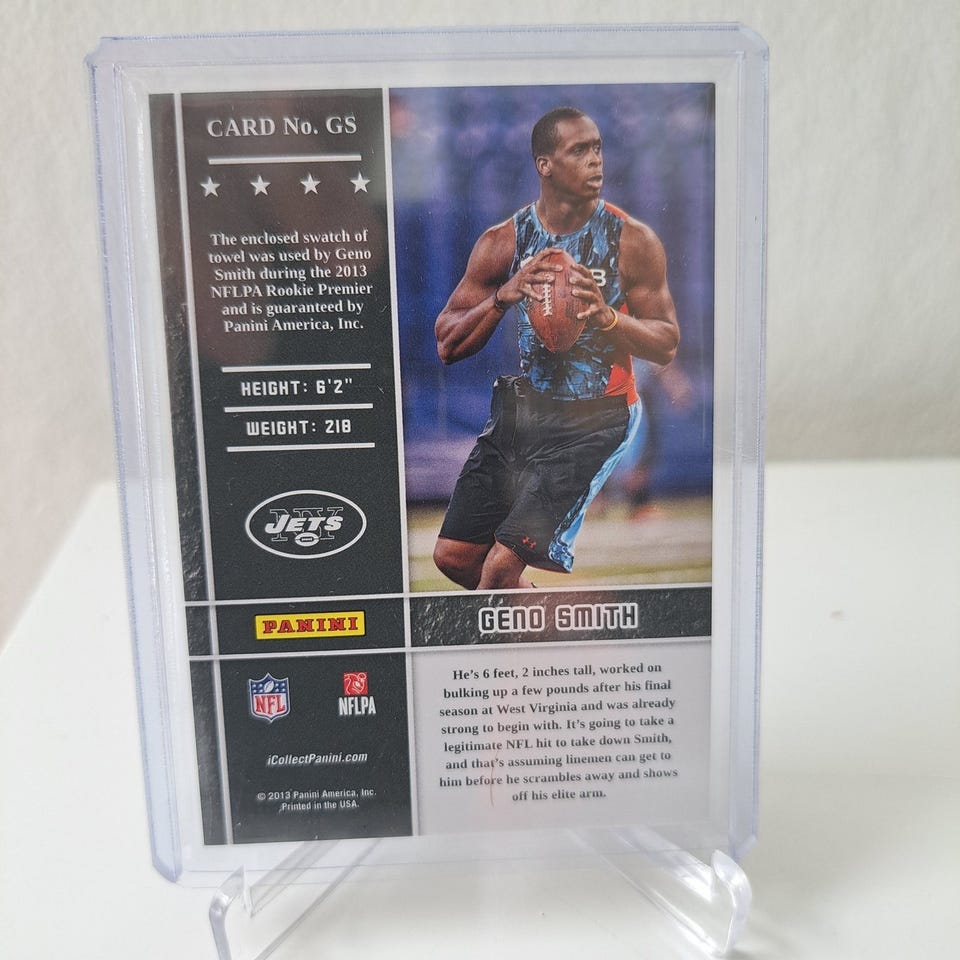 CARD No. GS
The enclosed swatch of
towel was used by Geno
Smith during the 2013
NFLPA Rookie Premier
and is guaranteed by
Panini America, Inc.
HEIGHT: 6'2"
WEIGHT: 218
NY
JETS
PANINI
NFL
NFLPA
iCollectPanini.com
© 2013 Panini America, Inc.
Printed in the USA.
GENO SMITH
He's 6 feet, 2 inches tall, worked on
bulking up a few pounds after his final
season at West Virginia and was already
strong to begin with. It's going to take a
legitimate NFL hit to take down Smith,
and that's assuming linemen can get to
him before he scrambles away and shows
off his elite arm.